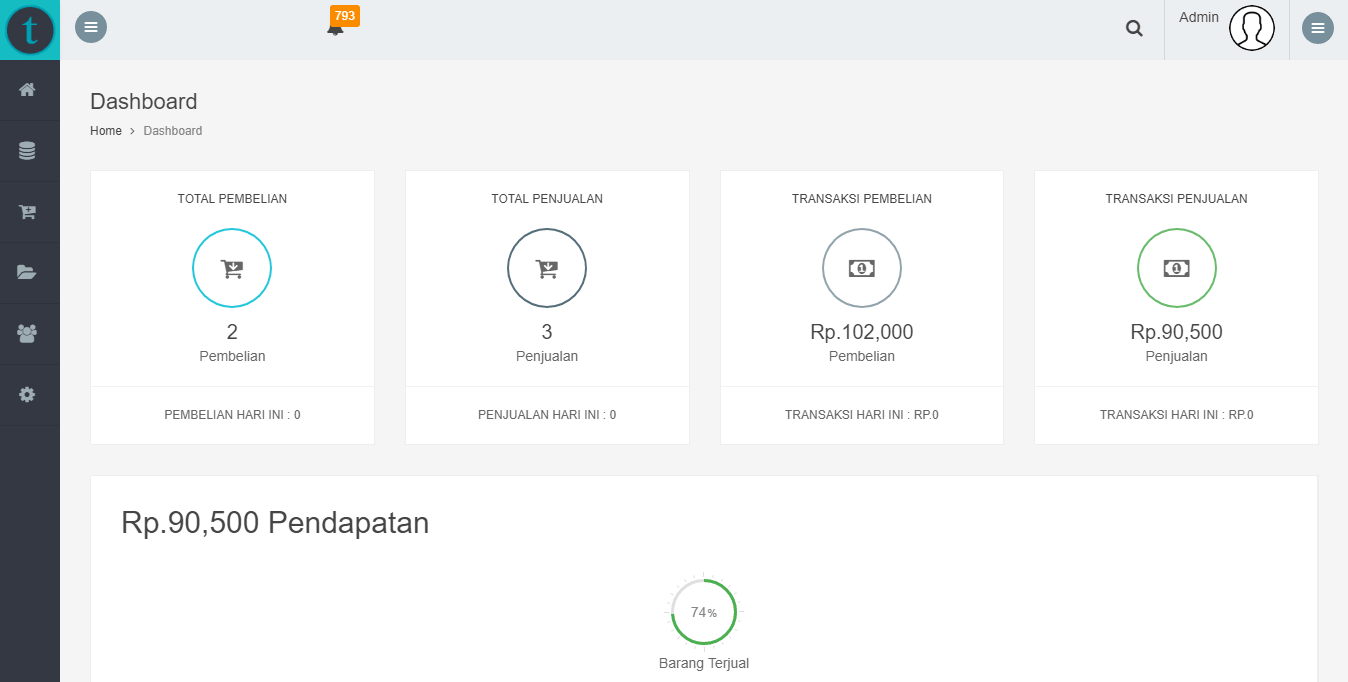 t
793
Admin
Dashboard
Home > Dashboard
TOTAL PEMBELIAN
2
Pembelian
PEMBELIAN HARI INI : 0
TOTAL PENJUALAN
3
Penjualan
PENJUALAN HARI INI : 0
TRANSAKSI PEMBELIAN
1
Rp.102,000
Pembelian
TRANSAKSI HARI INI : RP.0
TRANSAKSI PENJUALAN
1
Rp.90,500
Penjualan
TRANSAKSI HARI INI : RP.0
Rp.90,500 Pendapatan
74%
Barang Terjual